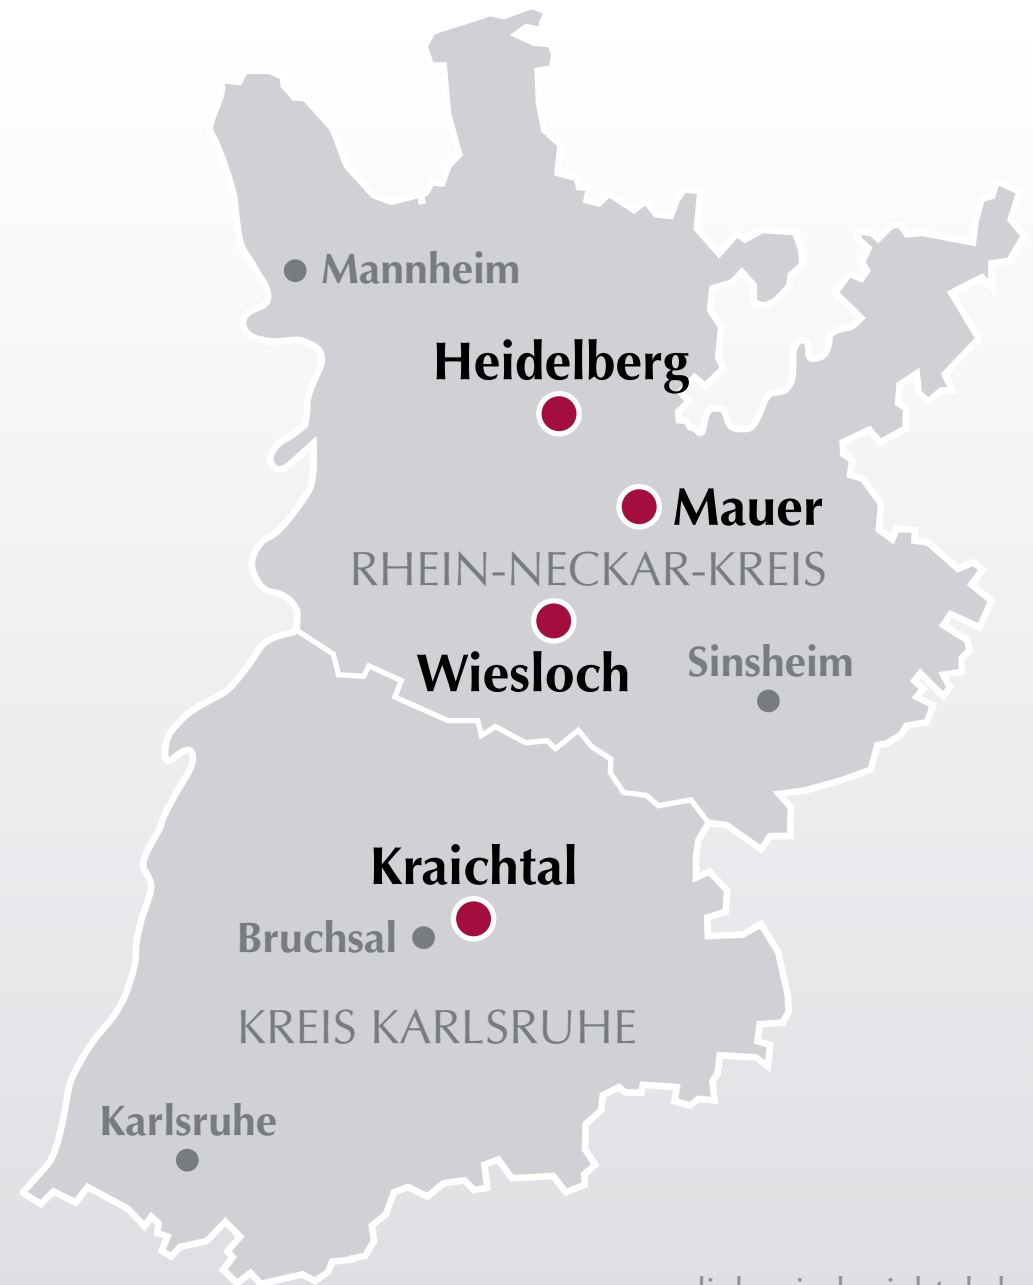 Mannheim
Heidelberg
Mauer
RHEIN-NECKAR-KREIS
Wiesloch
Sinsheim
Kraichtal
Bruchsal
KREIS KARLSRUHE
Karlsruhe